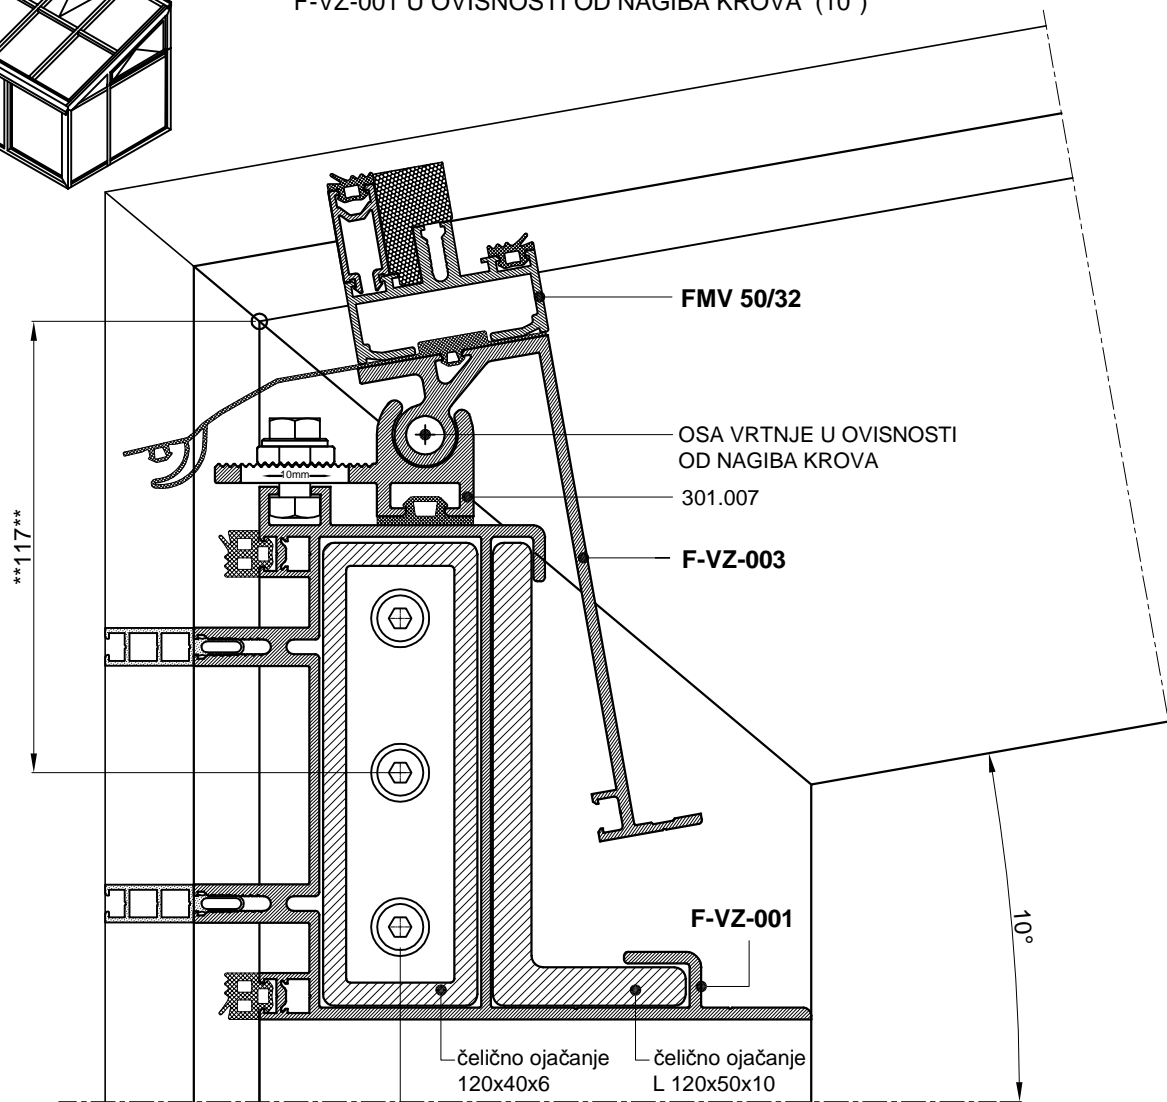 F-VZ-001 U OVISNOSTI OD NAGIBA KROVA (10°)
FMV 50/32
OSA VRTNJE U OVISNOSTI
OD NAGIBA KROVA
301.007
10mm
**117**
F-VZ-003
F-VZ-001
10°
čelično ojačanje
120x40x6
čelično ojačanje
L 120x50x10